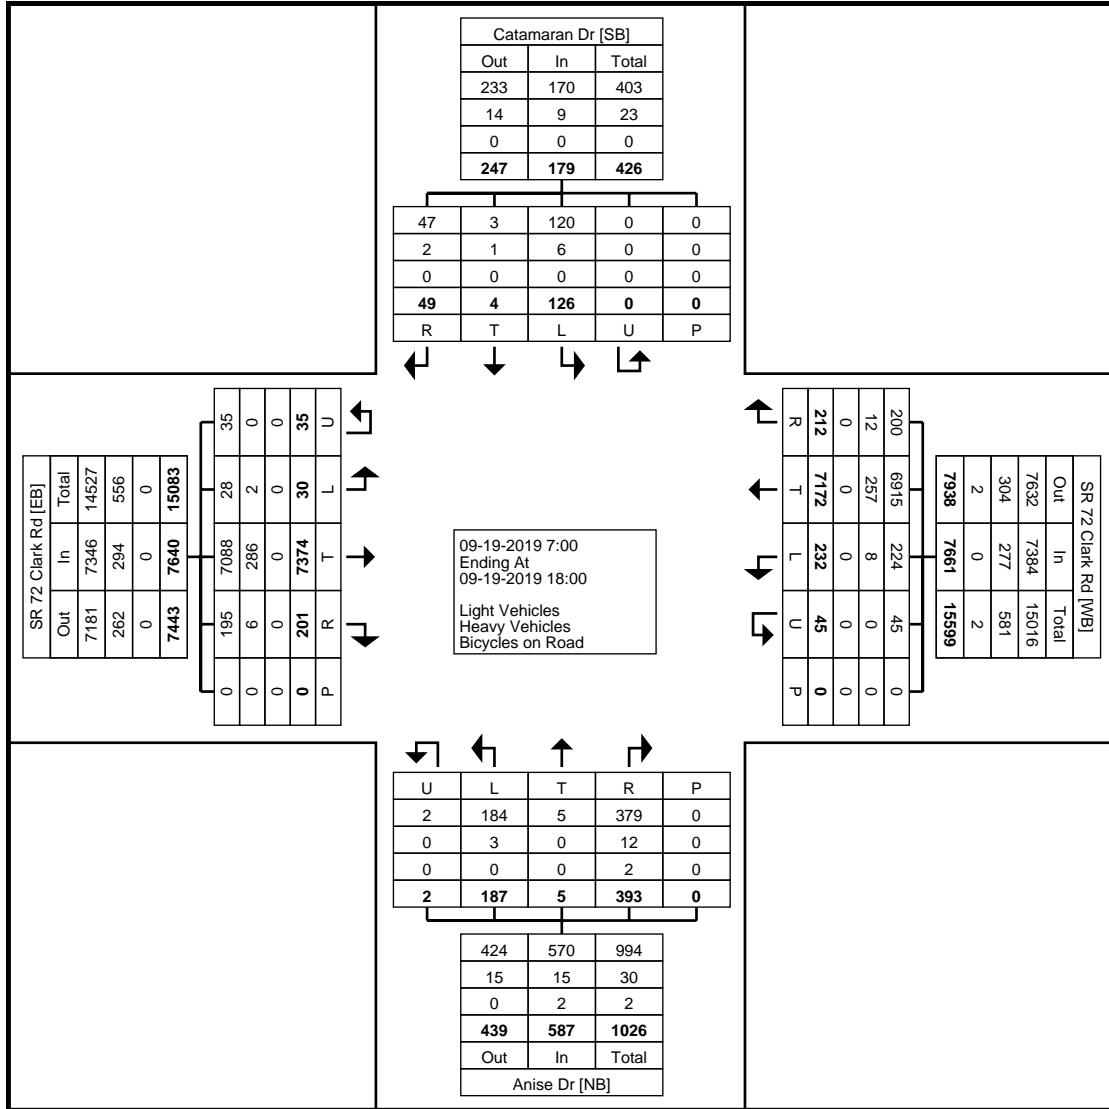 Catamaran Dr [SB]
Out In Total
233 170 403
14 9 23
0 0 0
247 179 426
47 3 120 0 0
2 1 6 0 0
0 0 0 0 0
49 4 126 0 0
R T L U P
SR 72 Clark Rd [EB]
Total 14527 556 0 15083
In 7346 294 0 7640
Out 7181 262 0 7443
35 0 0 35 U
28 2 0 30 L
7088 286 0 7374 T
195 6 0 201 R
0 0 0 0 P
09-19-2019 7:00
Ending At
09-19-2019 18:00
Light Vehicles
Heavy Vehicles
Bicycles on Road
R 212 0 12 200
T 7172 0 257 6915
L 232 0 8 224
U 45 0 0 45
P 0 0 0 0
SR 72 Clark Rd [WB]
Out 7632 304 2 7938
In 7384 277 0 7661
Total 15016 581 2 15599
U L T R P
2 184 5 379 0
0 3 0 12 0
0 0 0 2 0
2 187 5 393 0
424 570 994
15 15 30
0 2 2
439 587 1026
Out In Total
Anise Dr [NB]